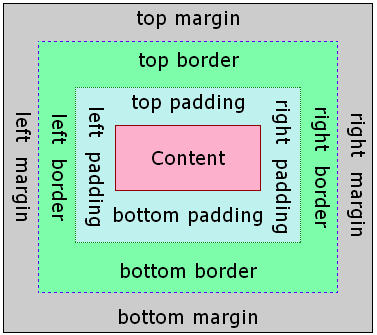 top margin
top border
top padding
left margin
left border
left padding
Content
right padding
right border
right margin
bottom padding
bottom border
bottom margin